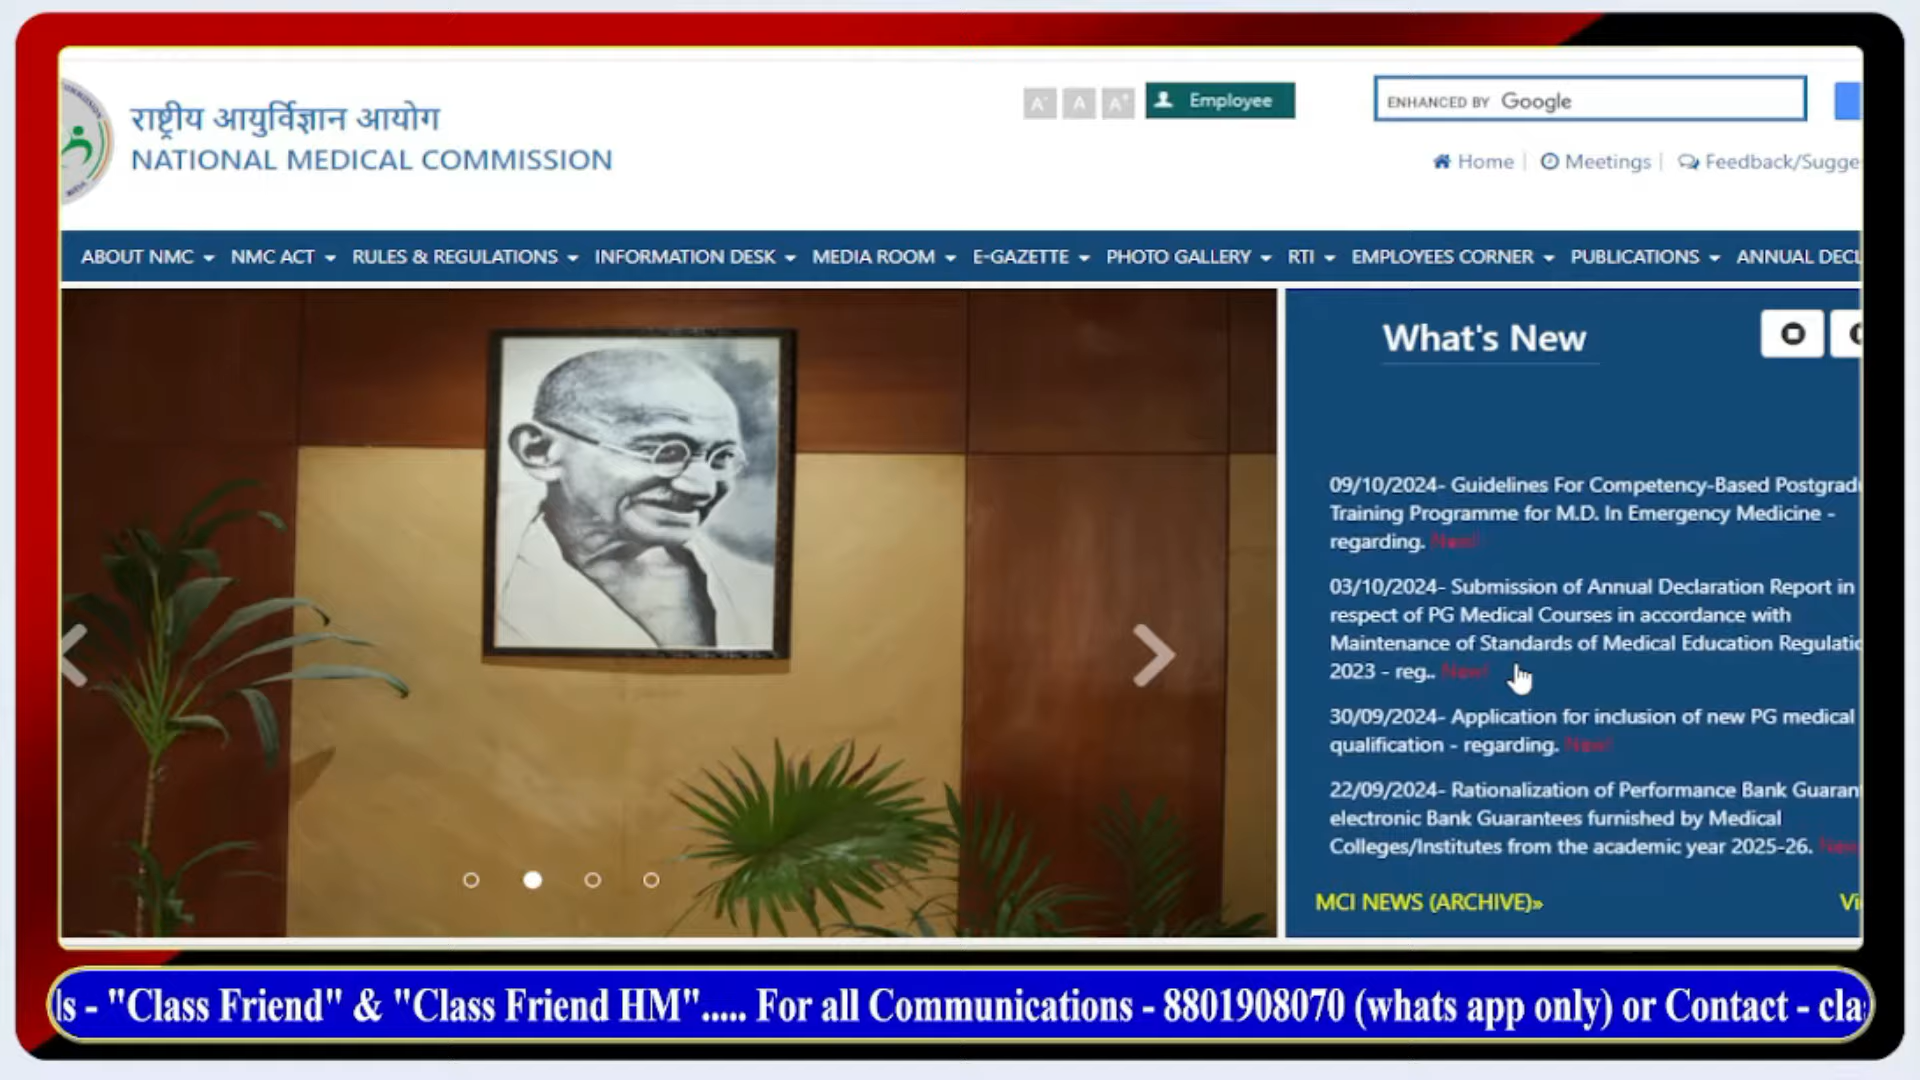 राष्ट्रीय आयुर्विज्ञान आयोग
NATIONAL MEDICAL COMMISSION
A- A A+ Employee
ENHANCED BY Google
Home | Meetings | Feedback/Sugge
ABOUT NMC NMC ACT RULES & REGULATIONS INFORMATION DESK MEDIA ROOM E-GAZETTE PHOTO GALLERY RTI EMPLOYEES CORNER PUBLICATIONS ANNUAL DECL
What's New
09/10/2024- Guidelines For Competency-Based Postgrad
Training Programme for M.D. In Emergency Medicine -
regarding. New!
03/10/2024- Submission of Annual Declaration Report in
respect of PG Medical Courses in accordance with
Maintenance of Standards of Medical Education Regulatio
2023 - reg.. New!
30/09/2024- Application for inclusion of new PG medical
qualification - regarding. New!
22/09/2024- Rationalization of Performance Bank Guaran
electronic Bank Guarantees furnished by Medical
Colleges/Institutes from the academic year 2025-26. New
MCI NEWS (ARCHIVE)» Vi
ls - "Class Friend" & "Class Friend HM"..... For all Communications - 8801908070 (whats app only) or Contact - cla